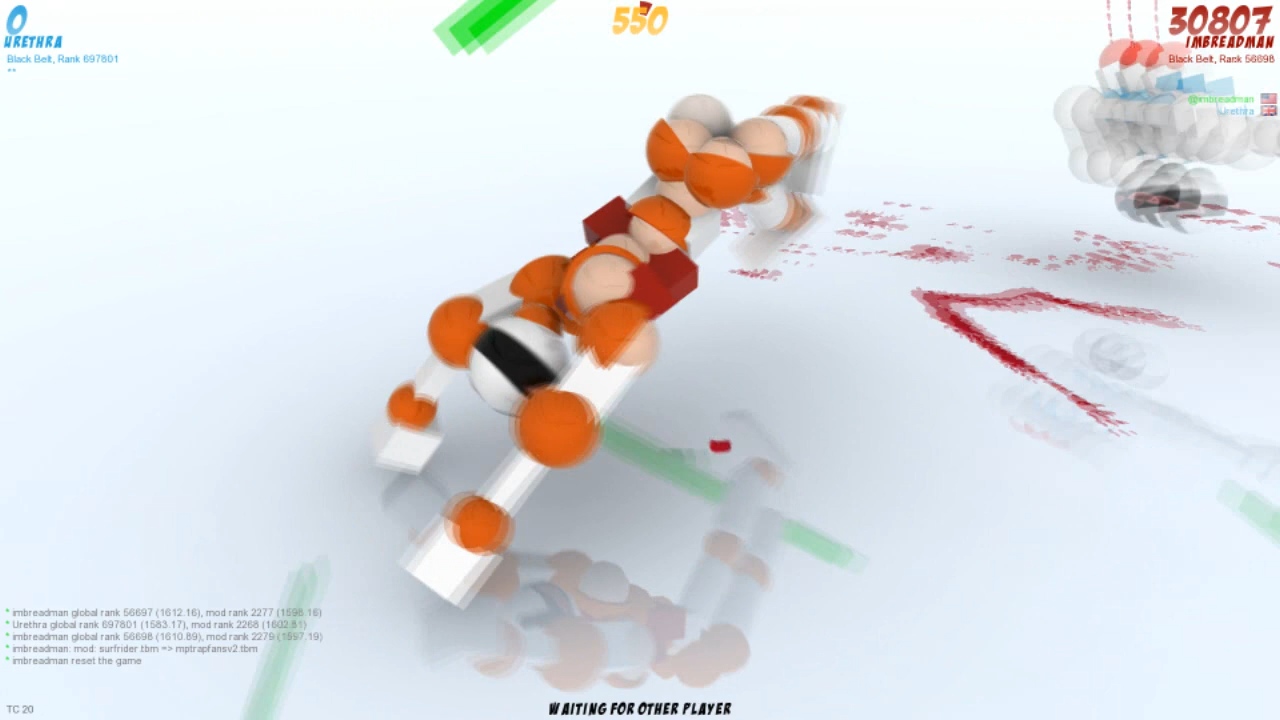 0
URETHRA
Black Belt, Rank 697801
**
550
30807
IMBREADMAN
Black Belt, Rank 56698
@imbreadman
Urethra
* imbreadman global rank 56697 (1612.16), mod rank 2277 (1598.16)
* Urethra global rank 697801 (1583.17), mod rank 2268 (1602.81)
* imbreadman global rank 56698 (1610.89), mod rank 2279 (1597.19)
* imbreadman: mod: surfrider.tbm => mptrapfansv2.tbm
* imbreadman reset the game
TC 20
WAITING FOR OTHER PLAYER